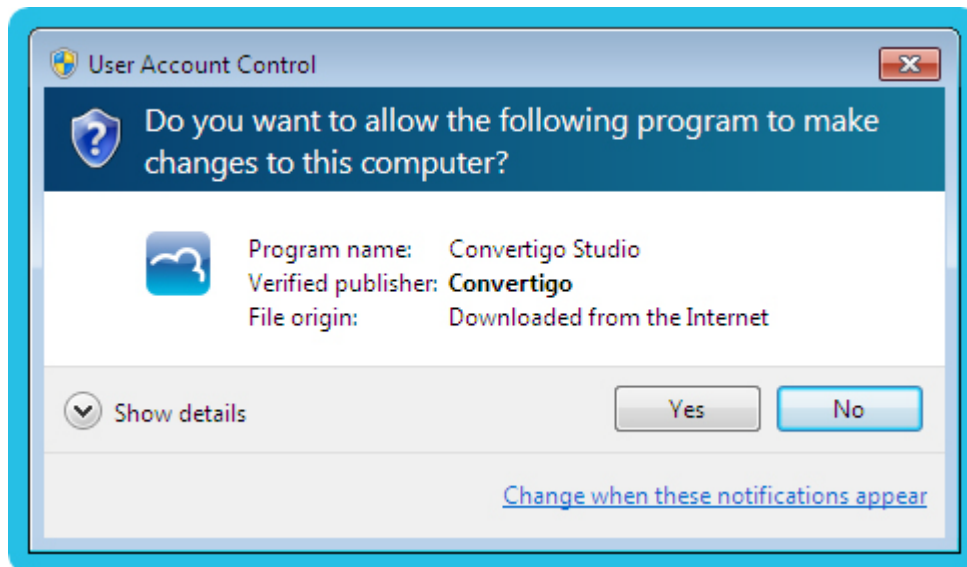 User Account Control
Do you want to allow the following program to make
changes to this computer?
Program name: Convertigo Studio
Verified publisher: Convertigo
File origin: Downloaded from the Internet
Show details
Yes
No
Change when these notifications appear